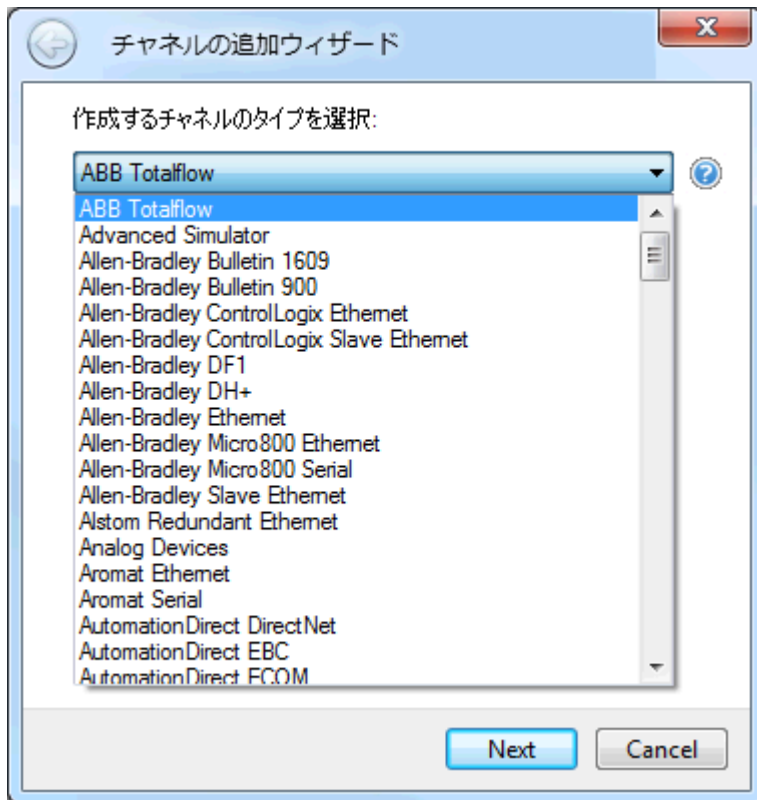 チャネルの追加ウィザード
作成するチャネルのタイプを選択:
ABB Totalflow
ABB Totalflow
Advanced Simulator
Allen-Bradley Bulletin 1609
Allen-Bradley Bulletin 900
Allen-Bradley ControlLogix Ethernet
Allen-Bradley ControlLogix Slave Ethernet
Allen-Bradley DF1
Allen-Bradley DH+
Allen-Bradley Ethernet
Allen-Bradley Micro800 Ethernet
Allen-Bradley Micro800 Serial
Allen-Bradley Slave Ethernet
Alstom Redundant Ethernet
Analog Devices
Aromat Ethernet
Aromat Serial
AutomationDirect DirectNet
AutomationDirect EBC
AutomationDirect ECOM
Next Cancel